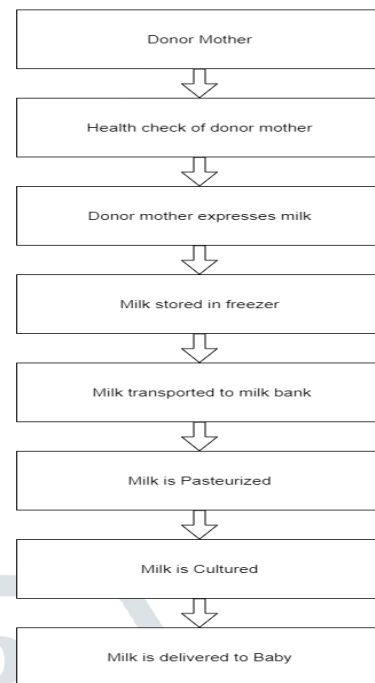 Donor Mother
Health check of donor mother
Donor mother expresses milk
Milk stored in freezer
Milk transported to milk bank
Milk is Pasteurized
Milk is Cultured
Milk is delivered to Baby